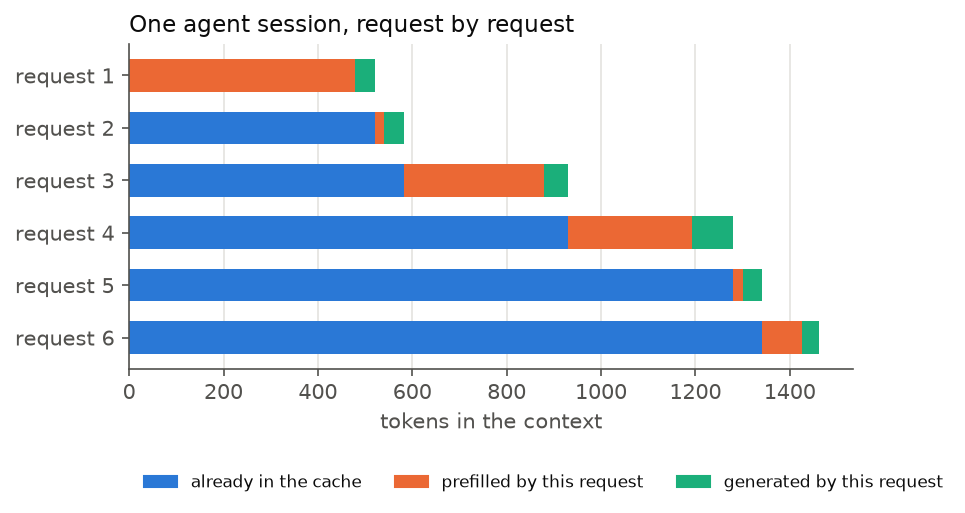 One agent session, request by request
request 1
request 2
request 3
request 4
request 5
request 6
0 200 400 600 800 1000 1200 1400
tokens in the context
already in the cache prefilled by this request generated by this request